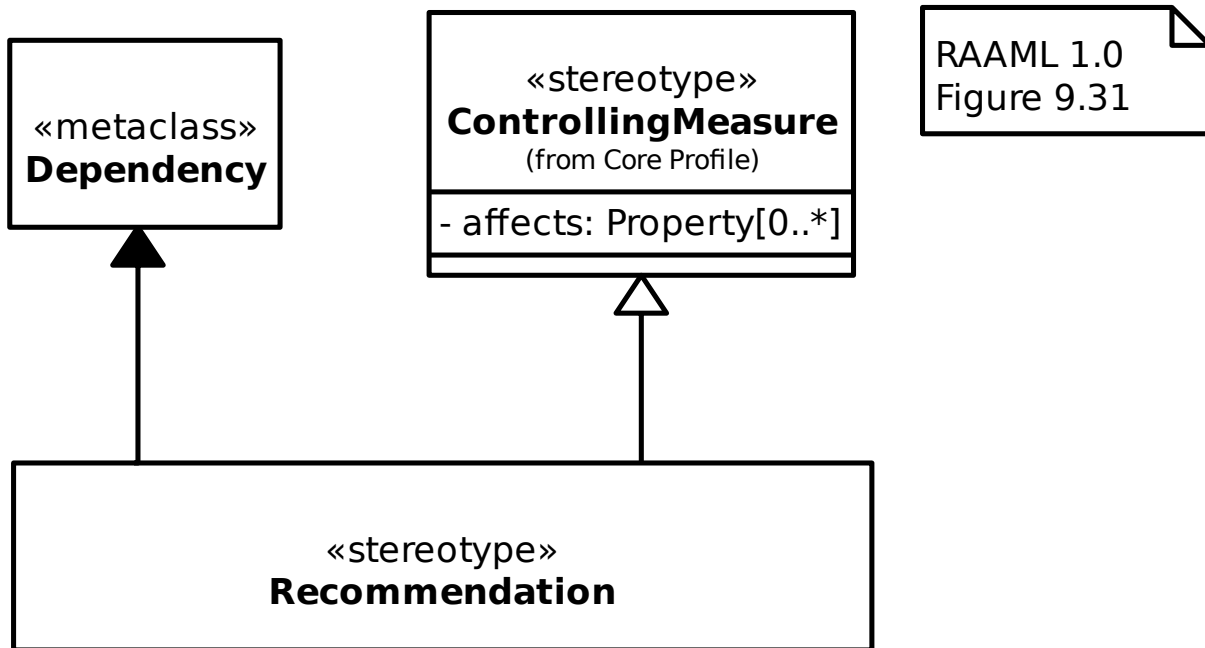 «metaclass»
Dependency
«stereotype»
ControllingMeasure
(from Core Profile)
- affects: Property[0..*]
RAAML 1.0
Figure 9.31
«stereotype»
Recommendation